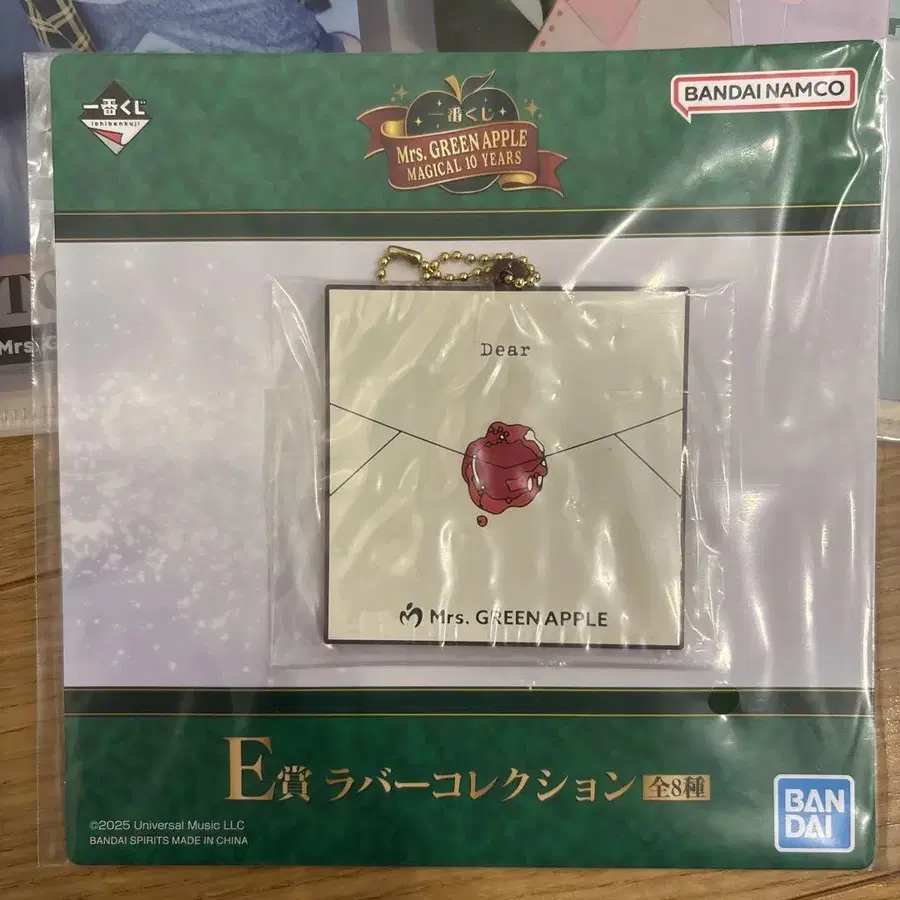 一番くじ
ichibankuji
一番くじ
Mrs. GREEN APPLE
MAGICAL 10 YEARS
BANDAI NAMCO
Dear
Mrs. GREEN APPLE
E賞 ラバーコレクション 全8種
©2025 Universal Music LLC
BANDAI SPIRITS MADE IN CHINA
BAN
DAI